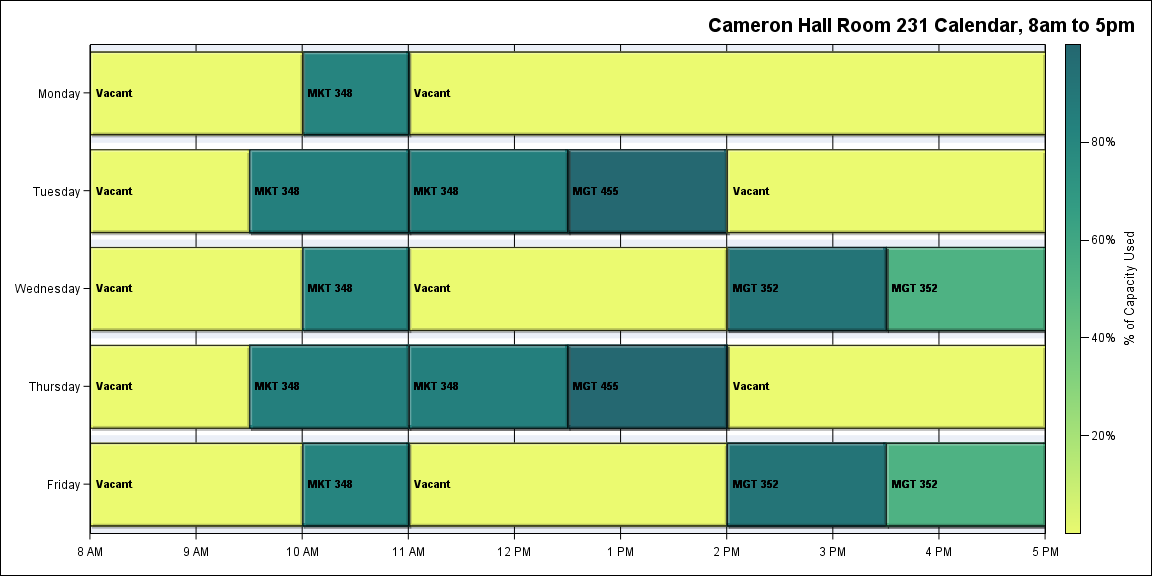 Cameron Hall Room 231 Calendar, 8am to 5pm
Monday Vacant MKT 348 Vacant
Tuesday Vacant MKT 348 MKT 348 MGT 455 Vacant
Wednesday Vacant MKT 348 Vacant MGT 352 MGT 352
Thursday Vacant MKT 348 MKT 348 MGT 455 Vacant
Friday Vacant MKT 348 Vacant MGT 352 MGT 352
8 AM 9 AM 10 AM 11 AM 12 PM 1 PM 2 PM 3 PM 4 PM 5 PM
80%
60%
40%
20%
% of Capacity Used